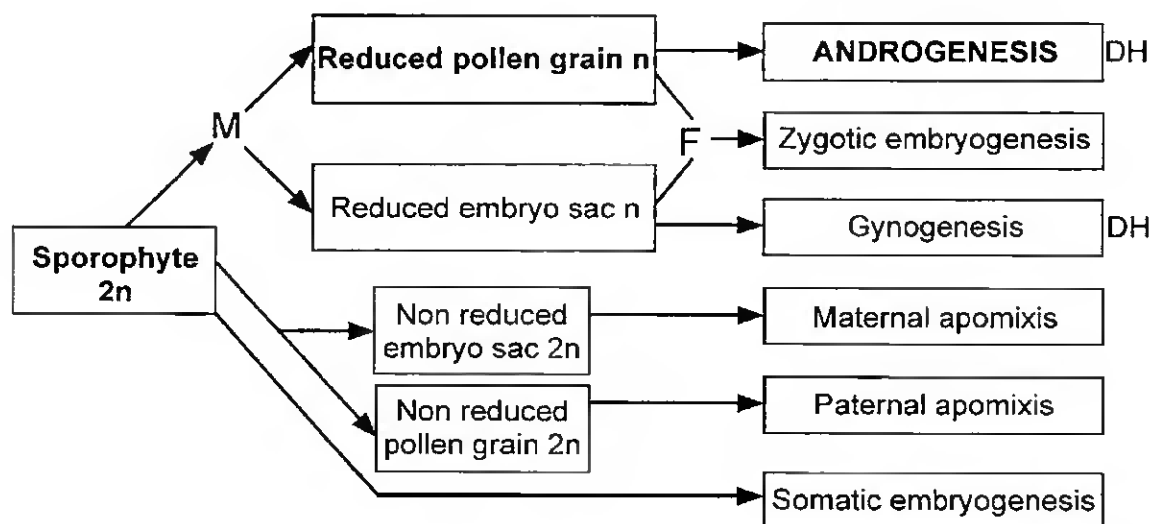 Reduced pollen grain n
ANDROGENESIS DH
M
F
Zygotic embryogenesis
Reduced embryo sac n
Gynogenesis DH
Sporophyte
2n
Non reduced
embryo sac 2n
Maternal apomixis
Non reduced
pollen grain 2n
Paternal apomixis
Somatic embryogenesis